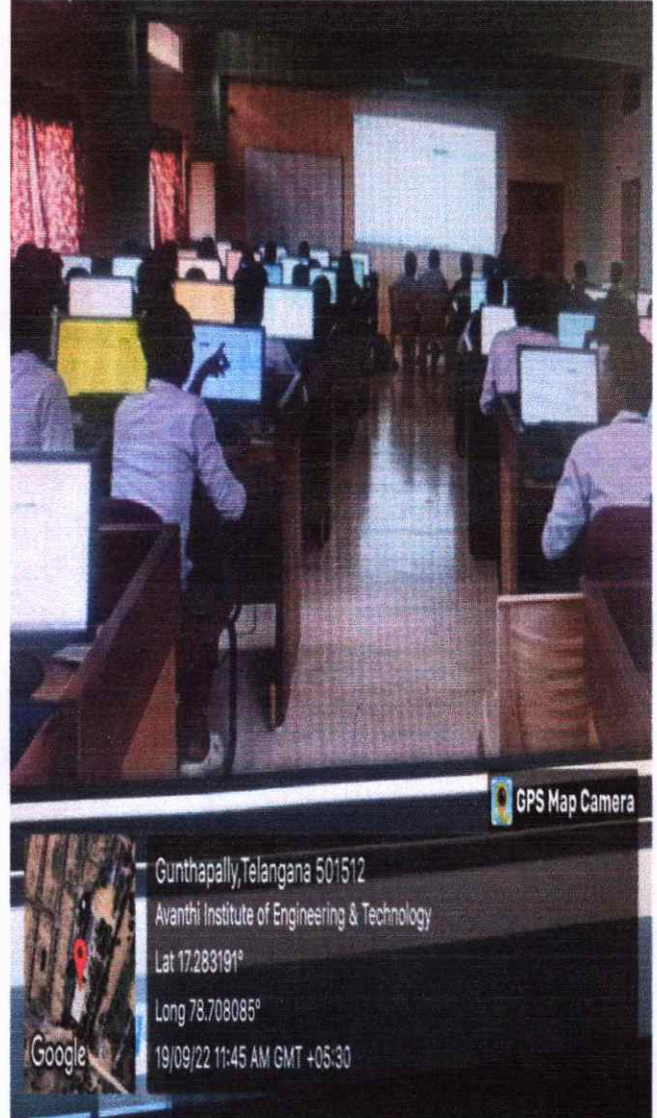 GPS Map Camera
Gunthapally,Telangana 501512
Avanthi Institute of Engineering & Technology
Lat 17.283191°
Long 78.708085°
19/09/22 11:45 AM GMT +05:30
Google